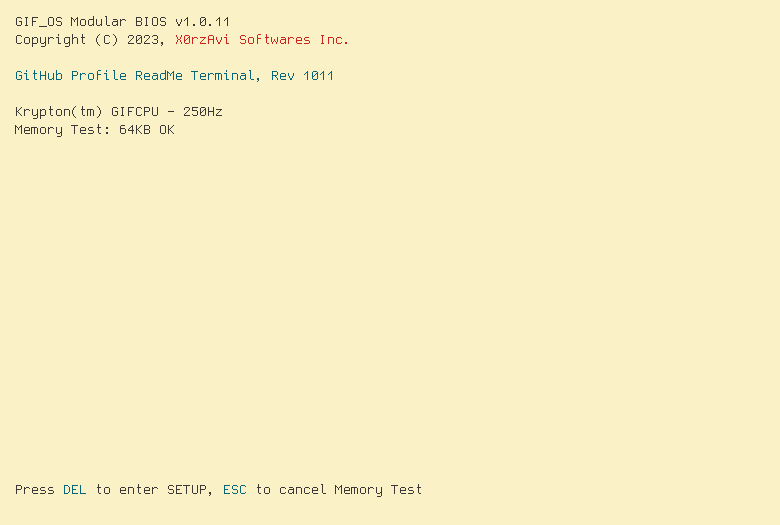 GIF_OS Modular BIOS v1.0.11
Copyright (C) 2023, X0rzAvi Softwares Inc.
GitHub Profile ReadMe Terminal, Rev 1011
Krypton(tm) GIFCPU - 250Hz
Memory Test: 64KB OK
Press DEL to enter SETUP, ESC to cancel Memory Test